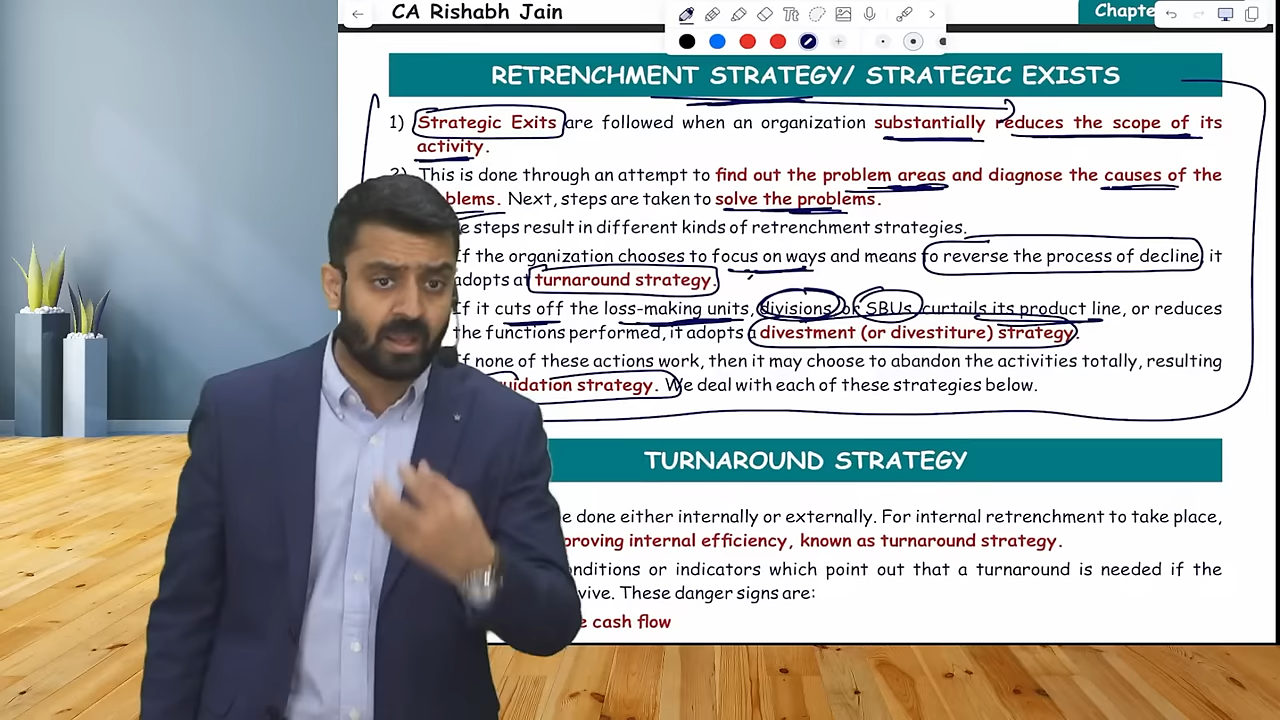 CA Rishabh Jain
Chapte
Tt
RETRENCHMENT STRATEGY/ STRATEGIC EXISTS
1) Strategic Exits are followed when an organization substantially reduces the scope of its
activity.
This is done through an attempt to find out the problem areas and diagnose the causes of the
blems. Next, steps are taken to solve the problems.
e steps result in different kinds of retrenchment strategies.
If the organization chooses to focus on ways and means to reverse the process of decline, it
adopts at turnaround strategy.
If it cuts off the loss-making units, divisions, or SBUs, curtails its product line, or reduces
the functions performed, it adopts a divestment (or divestiture) strategy.
If none of these actions work, then it may choose to abandon the activities totally, resulting
uidation strategy. We deal with each of these strategies below.
TURNAROUND STRATEGY
e done either internally or externally. For internal retrenchment to take place,
proving internal efficiency, known as turnaround strategy.
onditions or indicators which point out that a turnaround is needed if the
vive. These danger signs are:
e cash flow